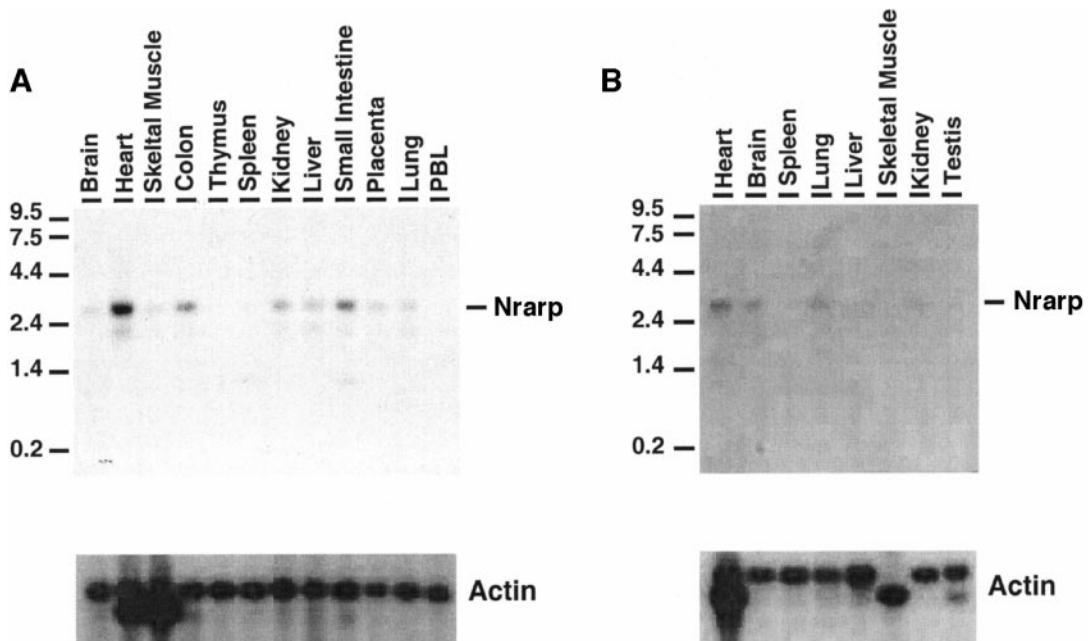 A
Brain
Heart
Skeltal Muscle
Colon
Thymus
Spleen
Kidney
Liver
Small Intestine
Placenta
Lung
PBL
9.5
7.5
4.4
2.4
1.4
0.2
Nrarp
Actin
B
Heart
Brain
Spleen
Lung
Liver
Skeletal Muscle
Kidney
Testis
9.5
7.5
4.4
2.4
1.4
0.2
Nrarp
Actin